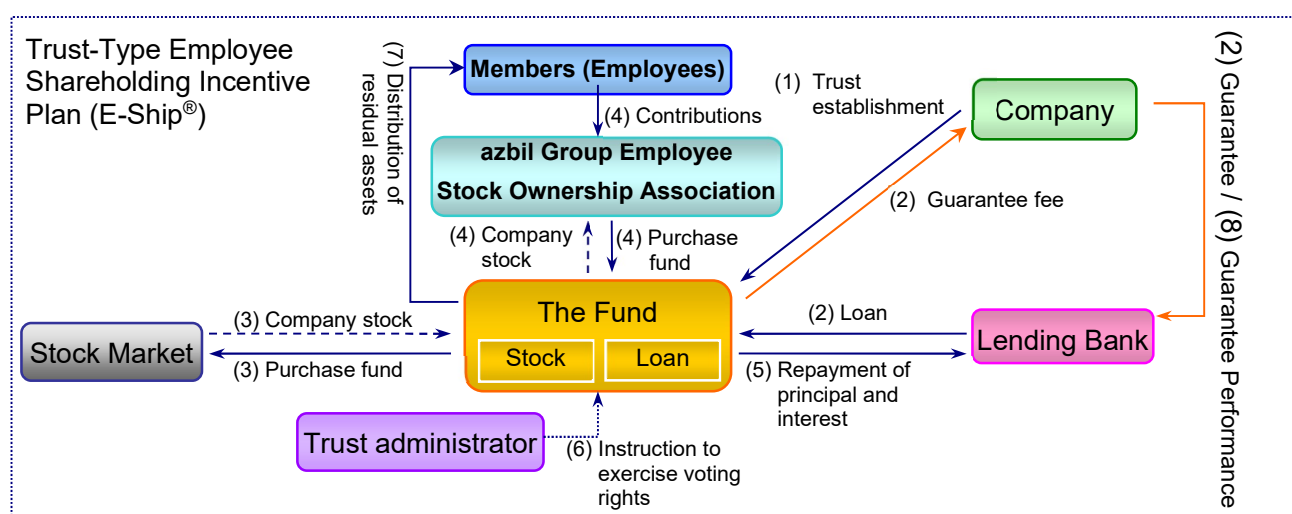 Trust-Type Employee
Shareholding Incentive
Plan (E-Ship®)
(7) Distribution of
residual assets
Members (Employees)
(4) Contributions
azbil Group Employee
Stock Ownership Association
(4) Company
stock
(4) Purchase
fund
(1) Trust
establishment
Company
(2) Guarantee fee
(2) Guarantee / (8) Guarantee Performance
The Fund
Stock
Loan
(3) Company stock
Stock Market
(3) Purchase fund
(2) Loan
Lending Bank
(5) Repayment of
principal and
interest
Trust administrator
(6) Instruction to
exercise voting
rights